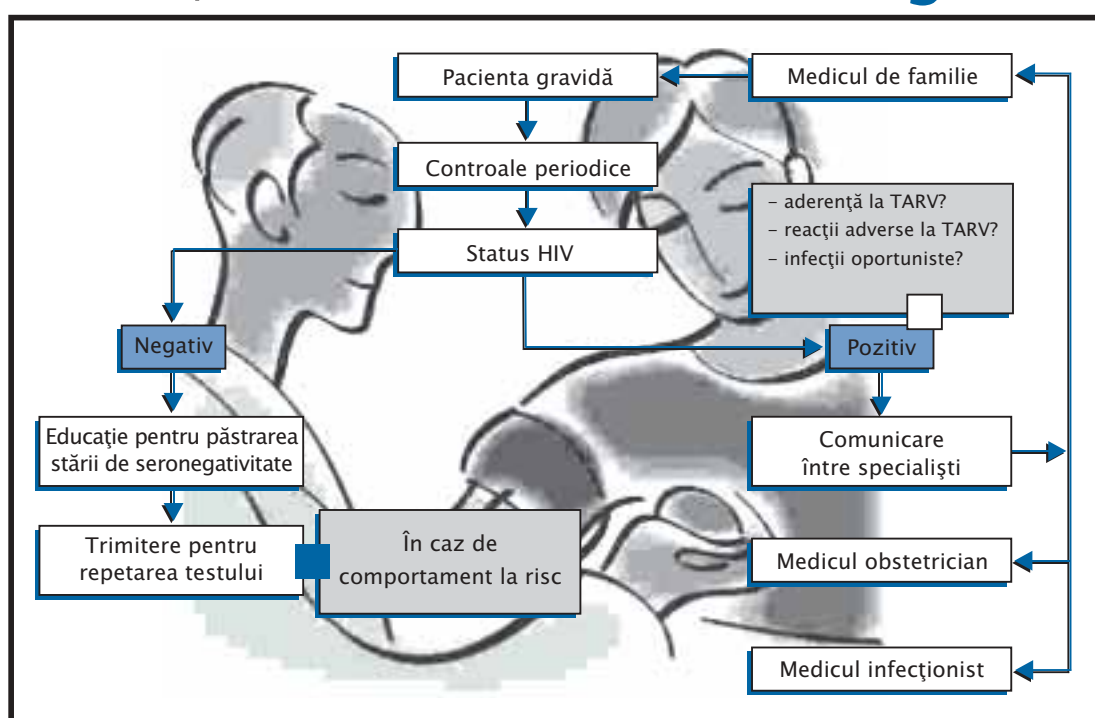 Pacienta gravidă
Medicul de familie
Controale periodice
– aderenţă la TARV?
– reacţii adverse la TARV?
– infecţii oportuniste?
Status HIV
Negativ
Pozitiv
Educaţie pentru păstrarea
stării de seronegativitate
Comunicare
între specialişti
Trimitere pentru
repetarea testului
În caz de
comportament la risc
Medicul obstetrician
Medicul infecţionist